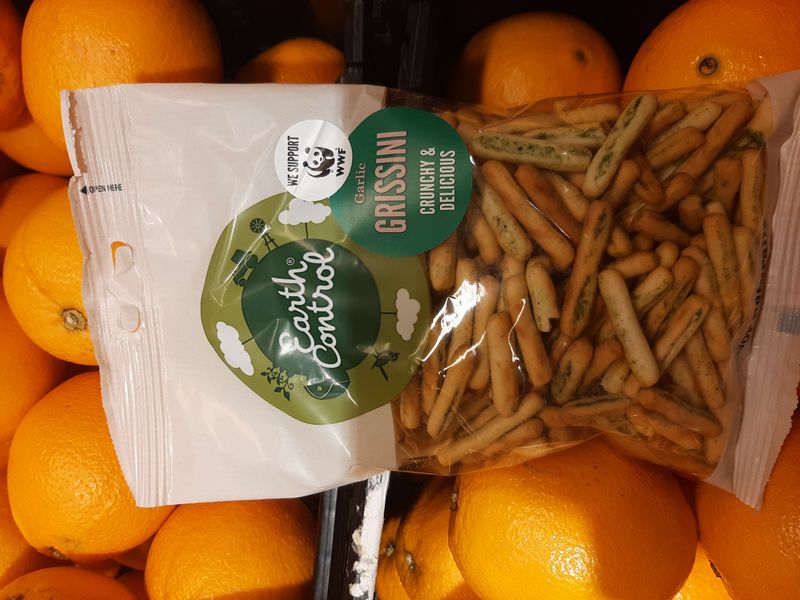 OPEN HERE
WE SUPPORT
WWF
Garlic
GRISSINI
CRUNCHY &
DELICIOUS
Earth
Control®